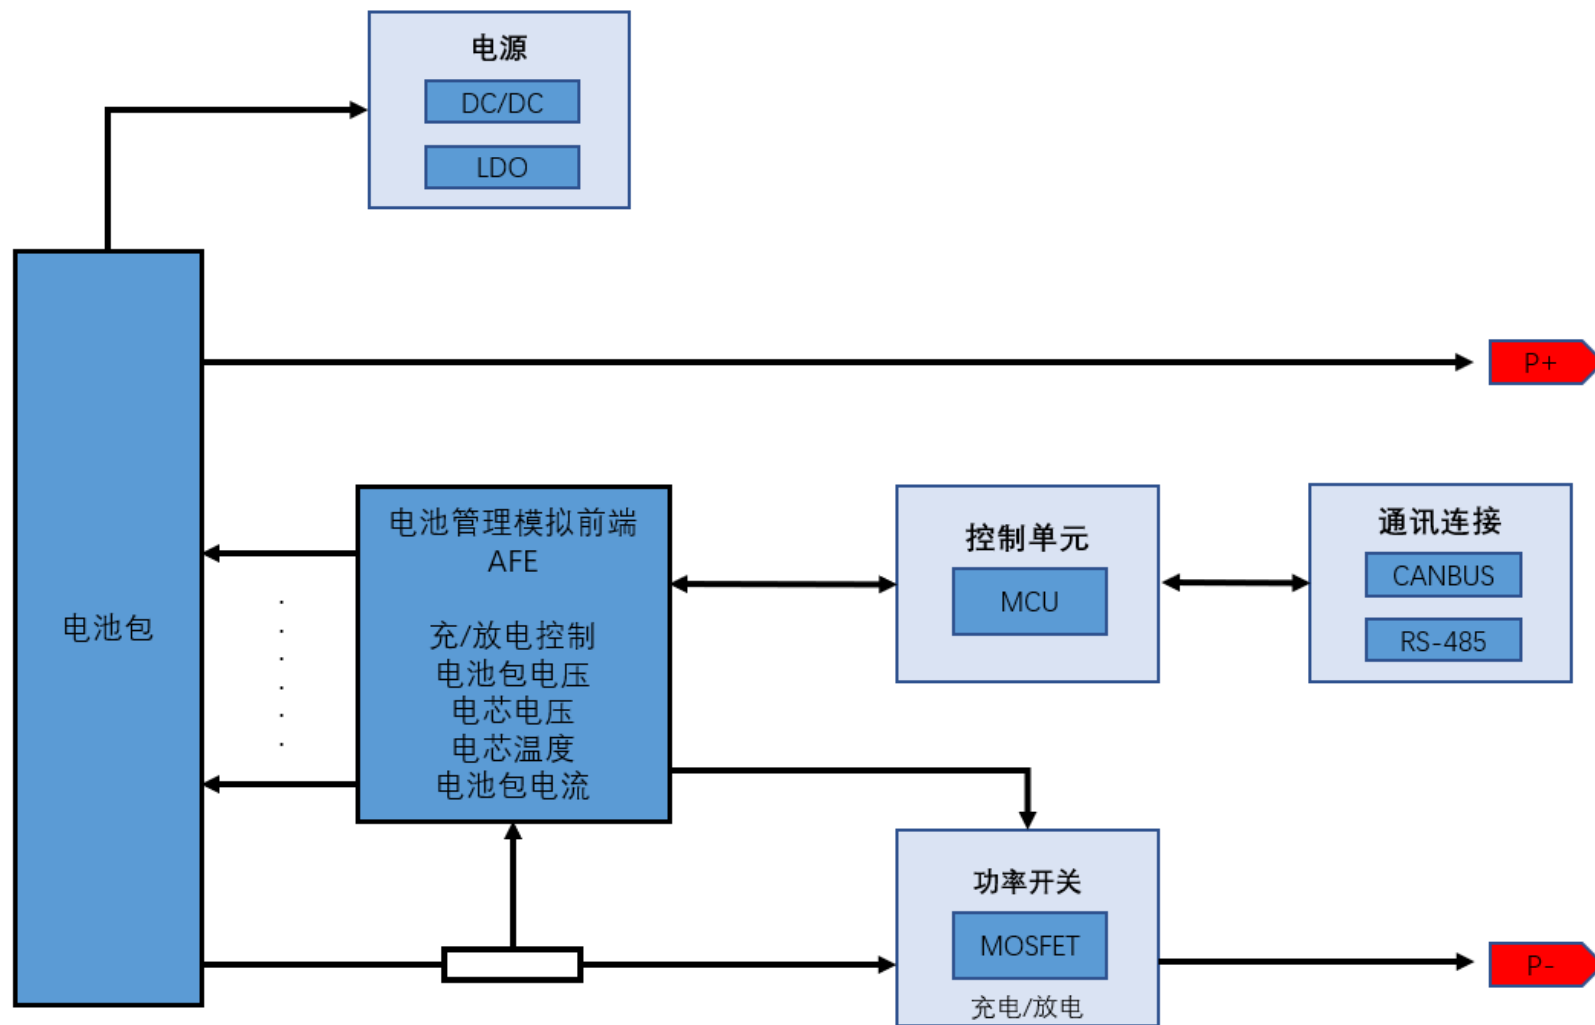 电源
DC/DC
LDO
P+
电池包
电池管理模拟前端
AFE
充/放电控制
电池包电压
电芯电压
电芯温度
电池包电流
控制单元
MCU
通讯连接
CANBUS
RS-485
功率开关
MOSFET
充电/放电
P-